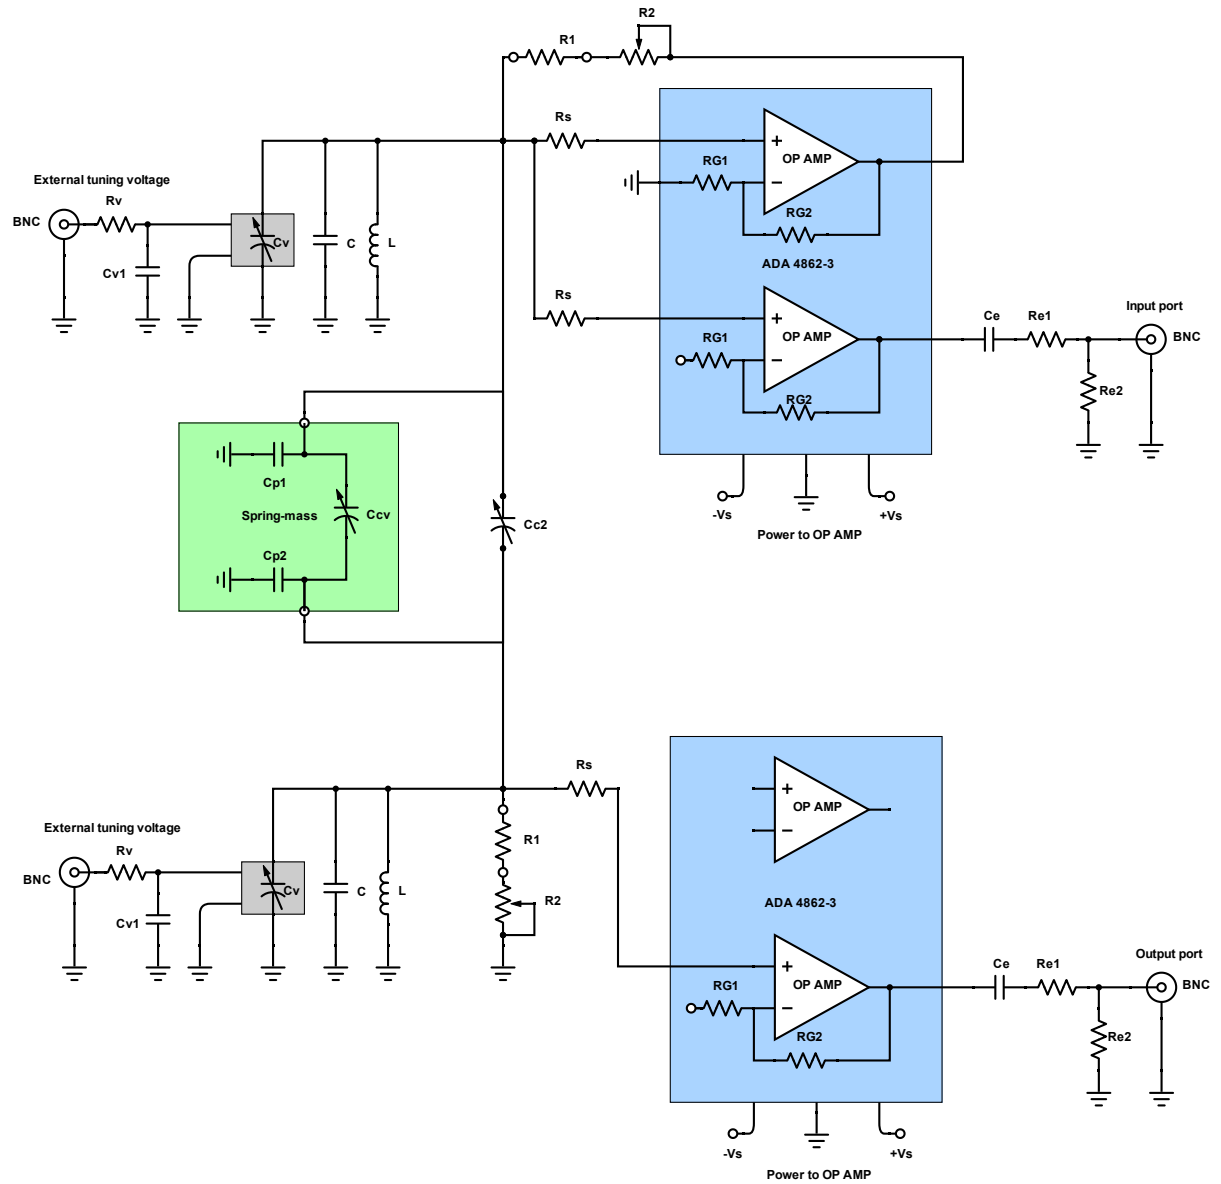 R2
R1
Rs
+
OP AMP
−
RG1
RG2
ADA 4862-3
External tuning voltage
Rv
BNC
Cv
Cv1
C
L
Rs
+
OP AMP
−
RG1
RG2
Ce
Re1
Input port
BNC
Re2
-Vs
+Vs
Power to OP AMP
Cp1
Spring-mass
Ccv
Cp2
Cc2
Rs
+
OP AMP
−
ADA 4862-3
External tuning voltage
Rv
BNC
Cv
Cv1
C
L
R1
R2
+
OP AMP
−
RG1
RG2
Ce
Re1
Output port
BNC
Re2
-Vs
+Vs
Power to OP AMP